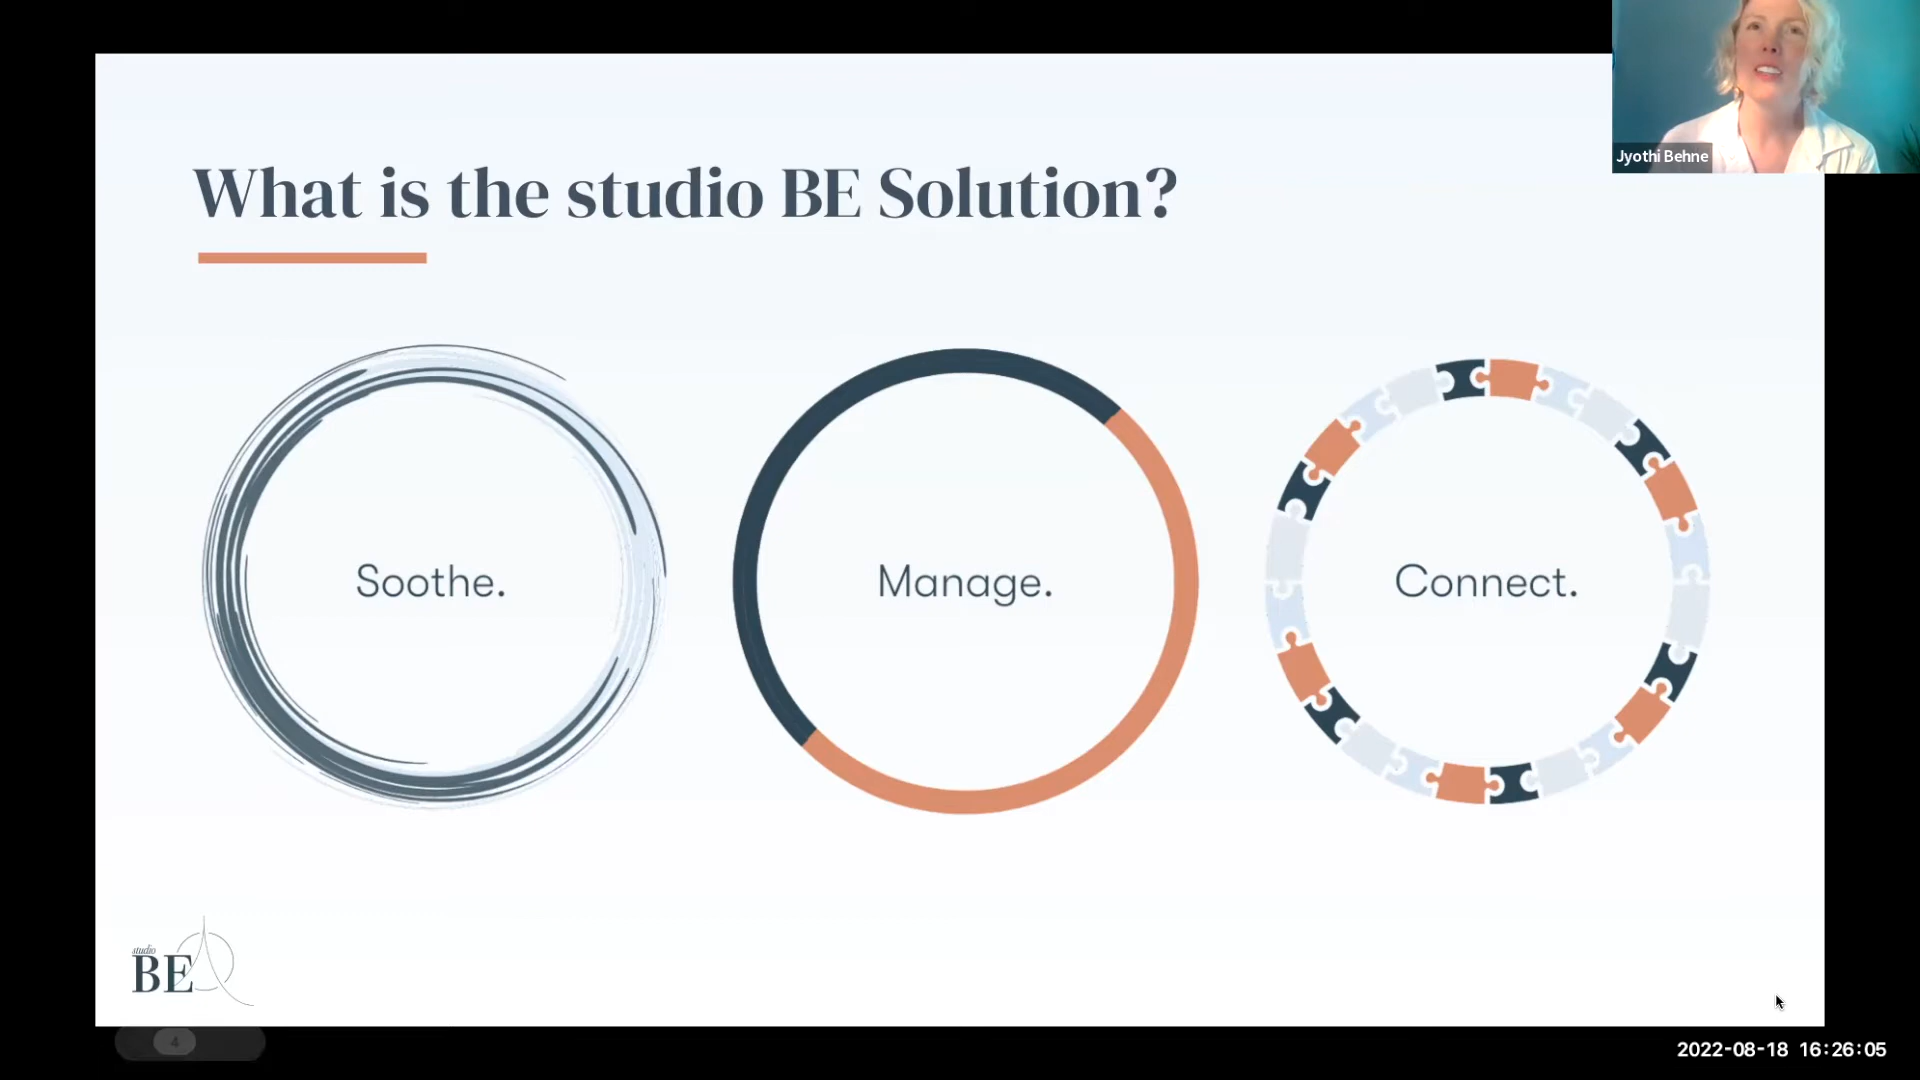 Jyothi Behne
What is the studio BE Solution?
Soothe.
Manage.
Connect.
studio
BE
4
2022-08-18 16:26:05